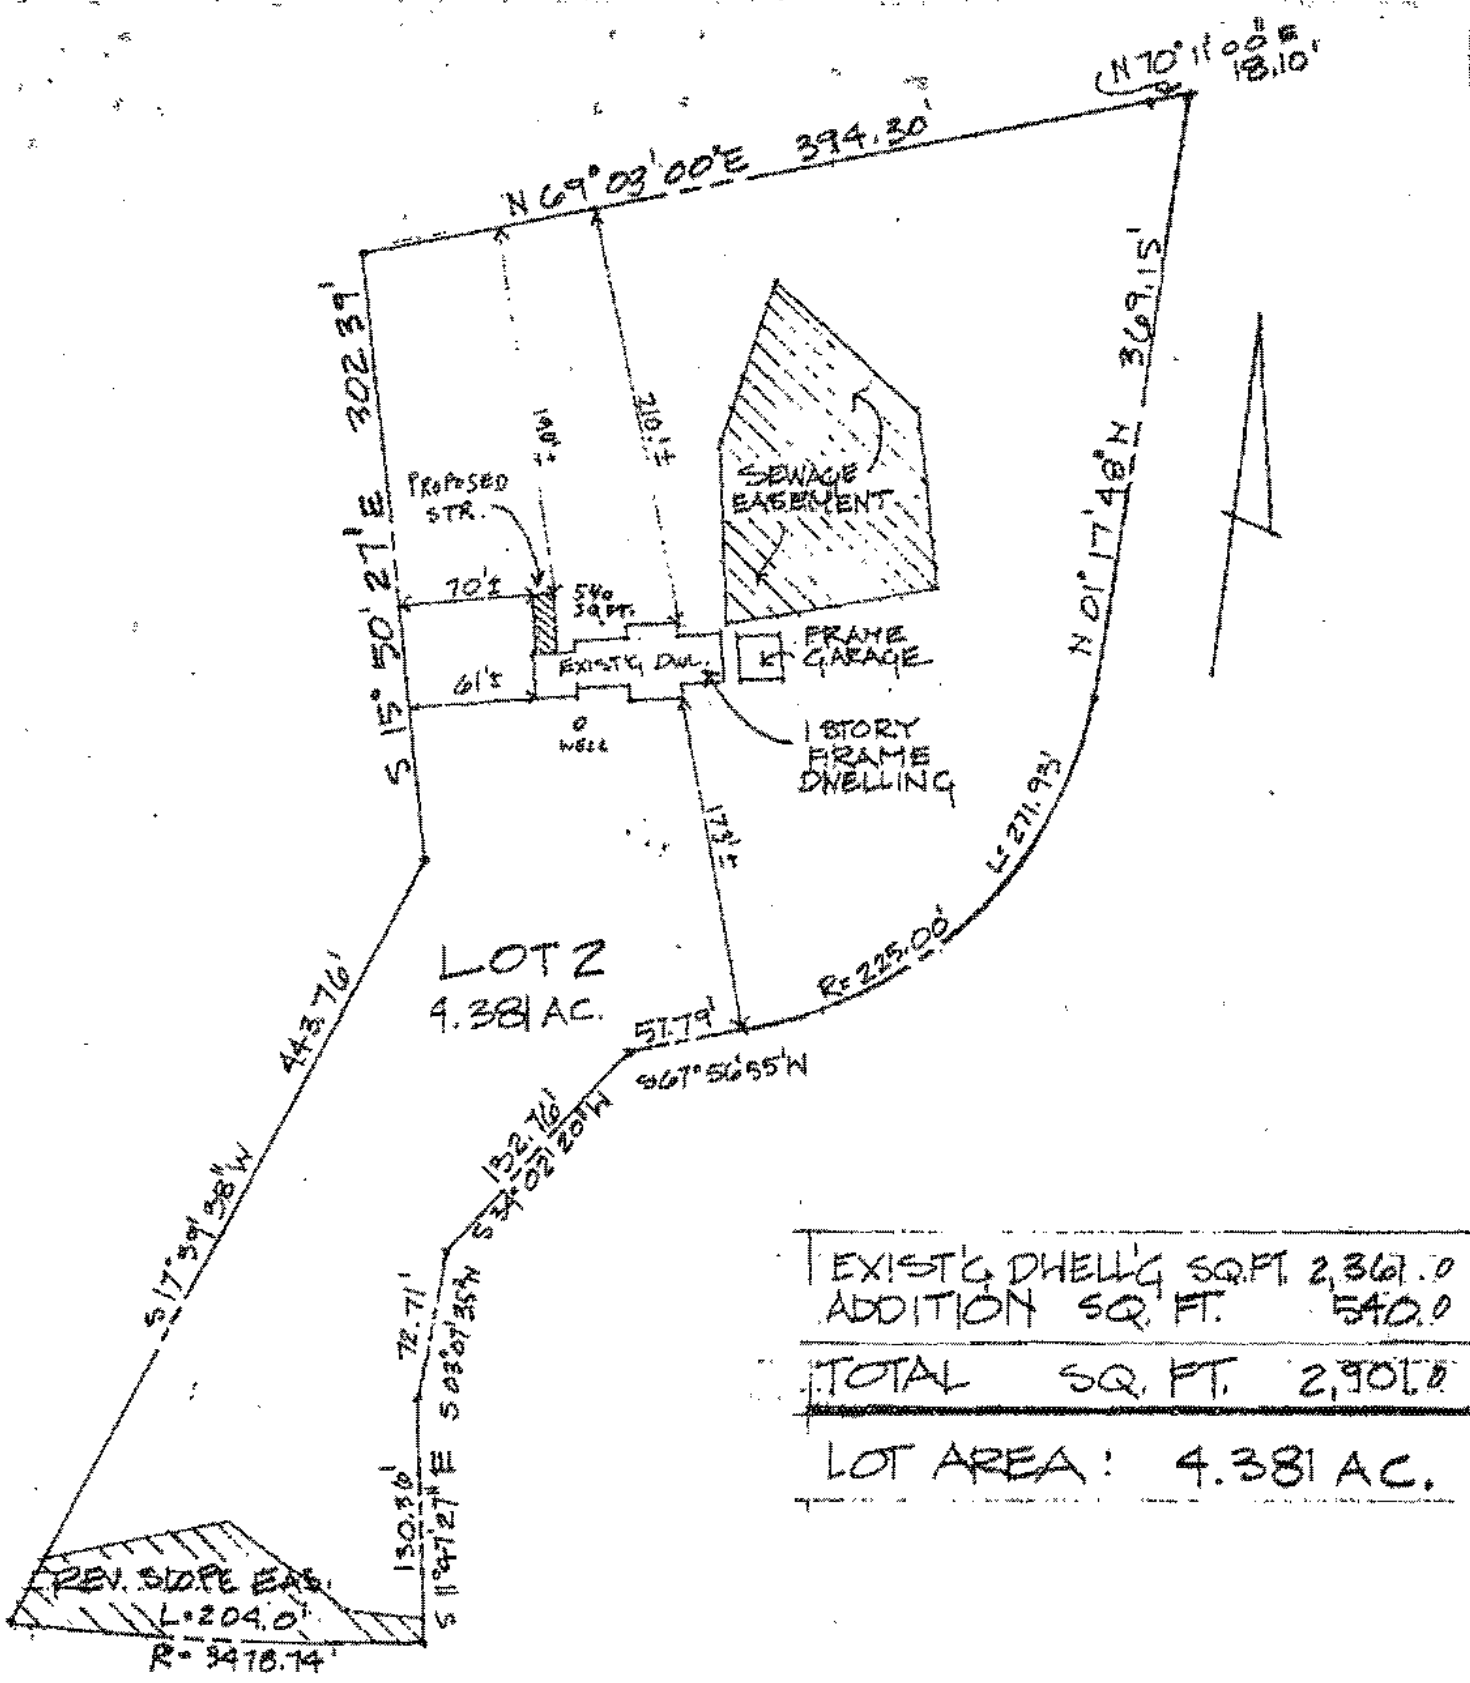 N 70° 11' 00" E
18.10'
N 69° 03' 00" E 394.30'
302.39'
S 15° 50' 27" E
369.15'
N 01° 17' 48" W
190'±
210'±
PROPOSED
STR.
SEWAGE
EASEMENT
70'±
540
SQ.FT.
61'±
EXIST'G DWL.
FRAME
GARAGE
WELL
1 STORY
FRAME
DWELLING
173'±
L=271.93'
R=225.00'
LOT 2
4.381 AC.
443.76'
S 17° 59' 38" W
57.79'
S67°56'55"W
132.76'
S 34° 02' 20" W
72.71'
S 03° 07' 35" W
130.36'
S 11° 47' 27" E
REV. SLOPE EAS.
L=204.0'
R=3478.74'
EXIST'G DWELL'G SQ.FT. 2,361.0
ADDITION SQ. FT. 540.0
TOTAL SQ. FT. 2,901.0
LOT AREA: 4.381 AC.